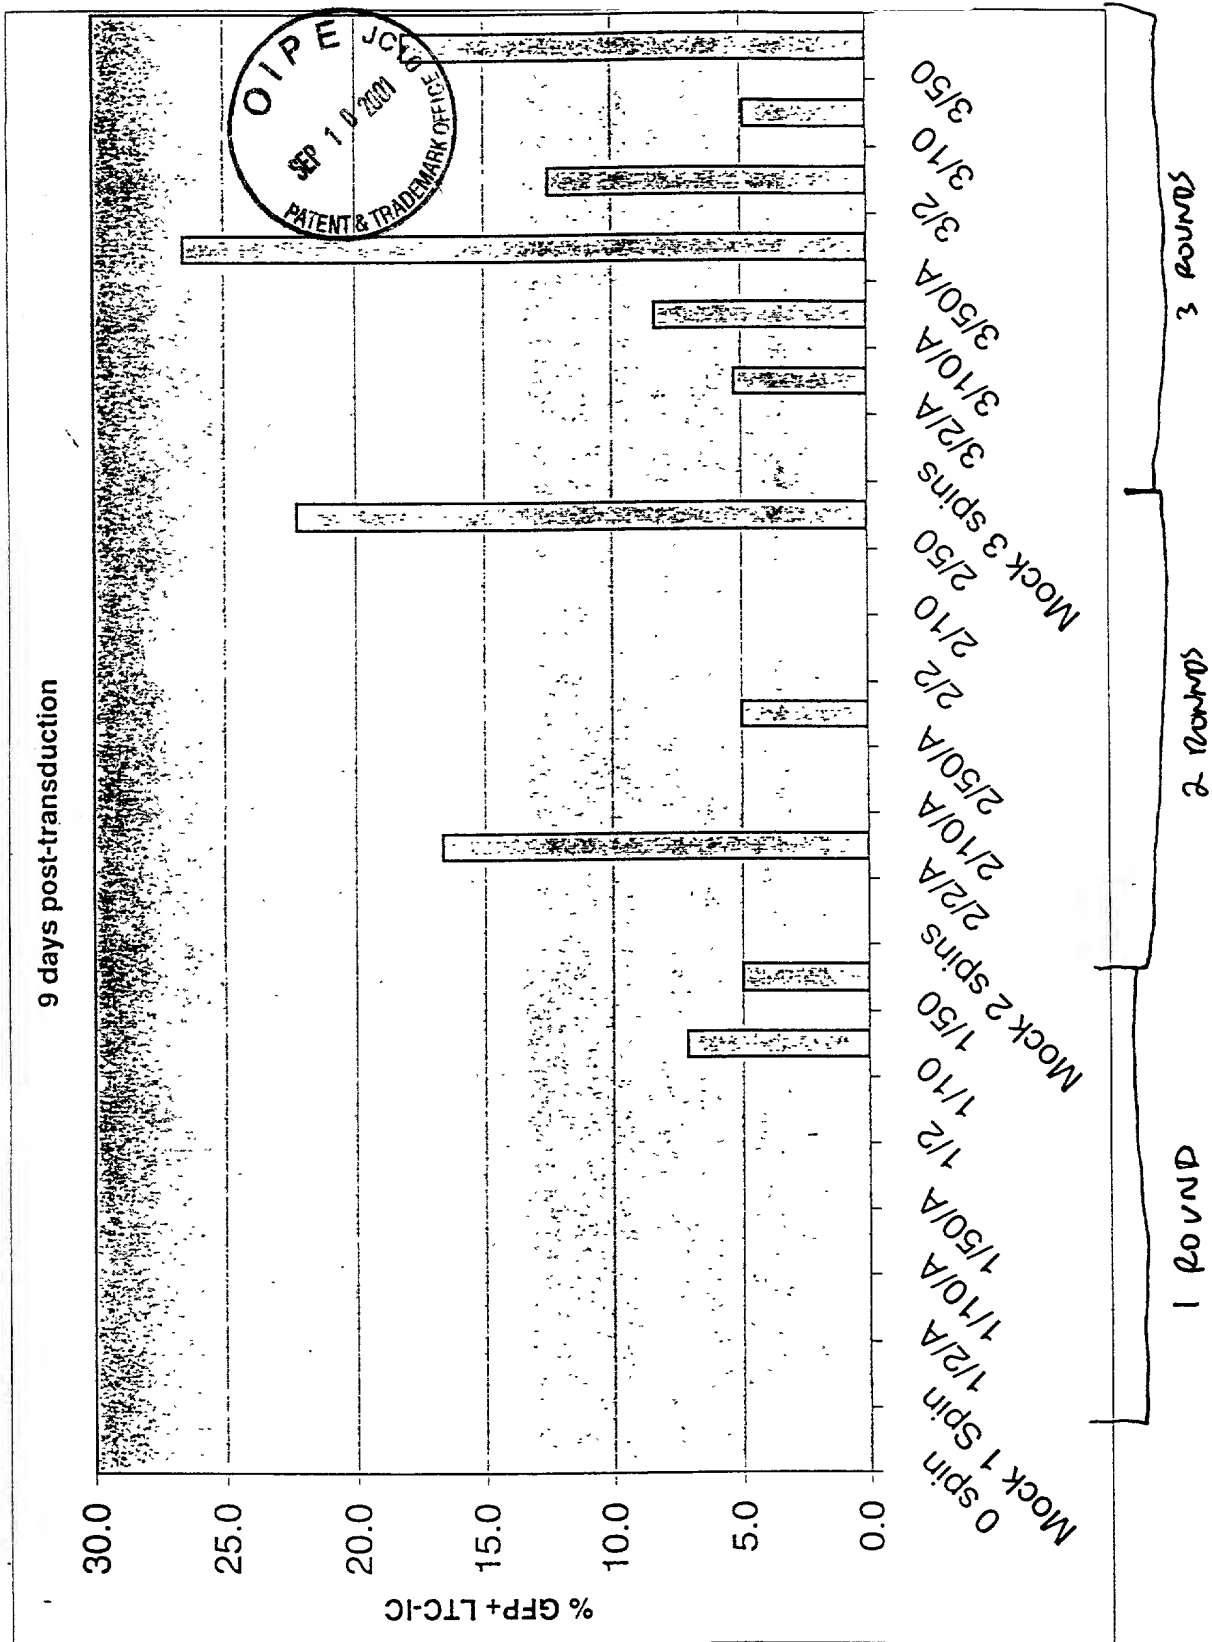 9 days post-transduction
% GFP+ LTC-IC
30.0
25.0
20.0
15.0
10.0
5.0
0.0
0 spin
Mock 1 Spin
1/2/A
1/10/A
1/50/A
1/2
1/10
1/50
Mock 2 spins
2/2/A
2/10/A
2/50/A
2/2
2/10
2/50
Mock 3 spins
3/2/A
3/10/A
3/50/A
3/2
3/10
3/50
1 ROUND
2 ROUNDS
3 ROUNDS
OIPE
SEP 10 2001
PATENT & TRADEMARK OFFICE